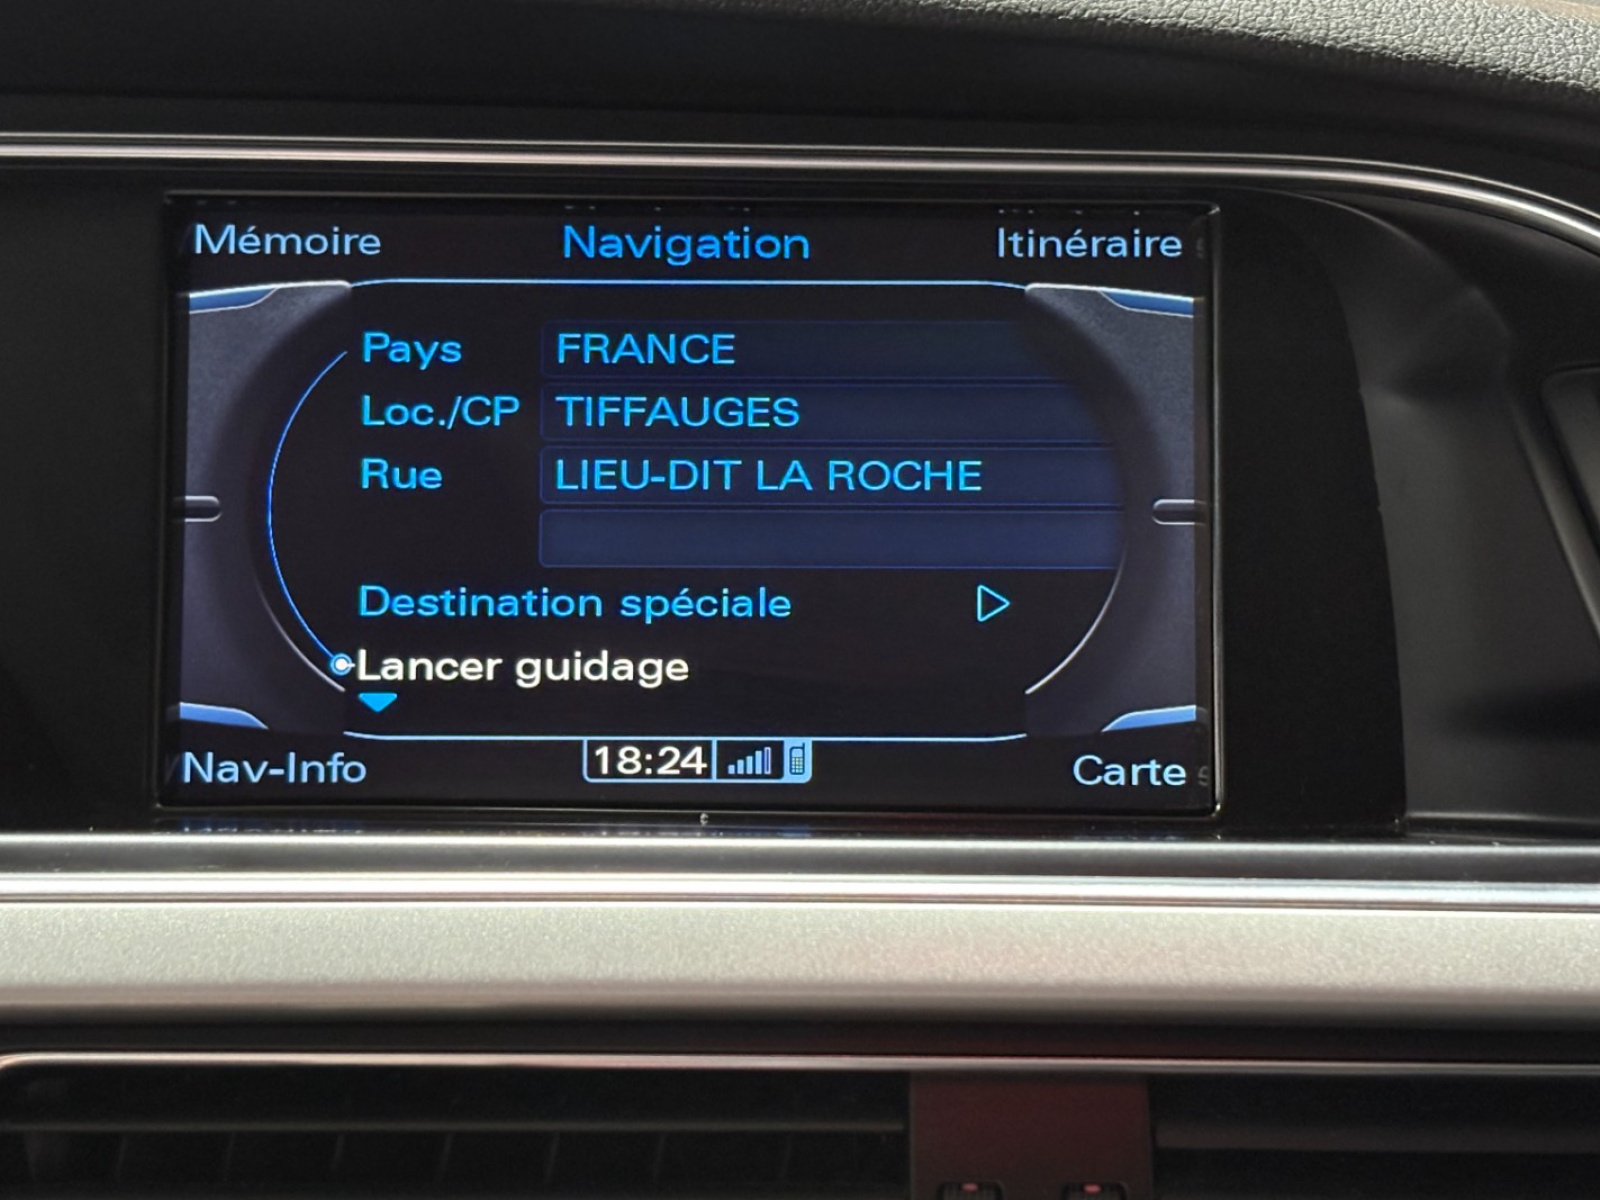 Mémoire Navigation Itinéraire
Pays FRANCE
Loc./CP TIFFAUGES
Rue LIEU-DIT LA ROCHE
Destination spéciale
Lancer guidage
Nav-Info 18:24 Carte